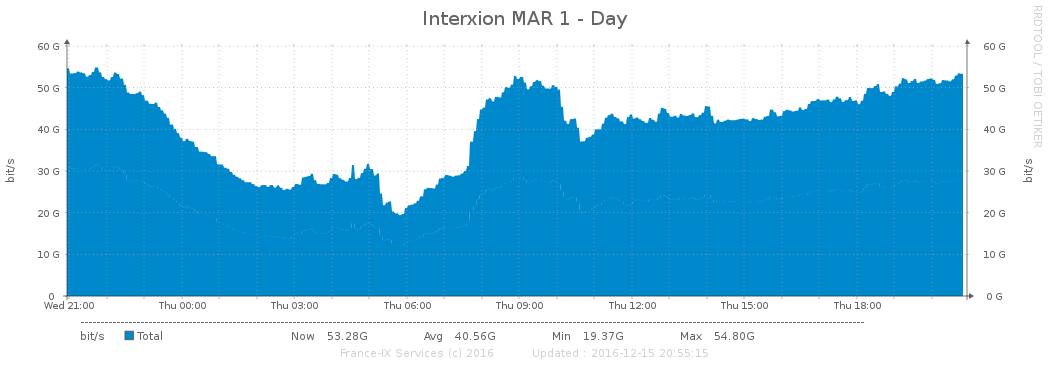 Interxion MAR 1 - Day
RRDTOOL / TOBI OETIKER
bit/s
60 G 60 G
50 G 50 G
40 G 40 G
30 G 30 G
20 G 20 G
10 G 10 G
0 0 G
bit/s
Wed 21:00 Thu 00:00 Thu 03:00 Thu 06:00 Thu 09:00 Thu 12:00 Thu 15:00 Thu 18:00
bit/s Total Now 53.28G Avg 40.56G Min 19.37G Max 54.80G
France-IX Services (c) 2016 Updated : 2016-12-15 20:55:15